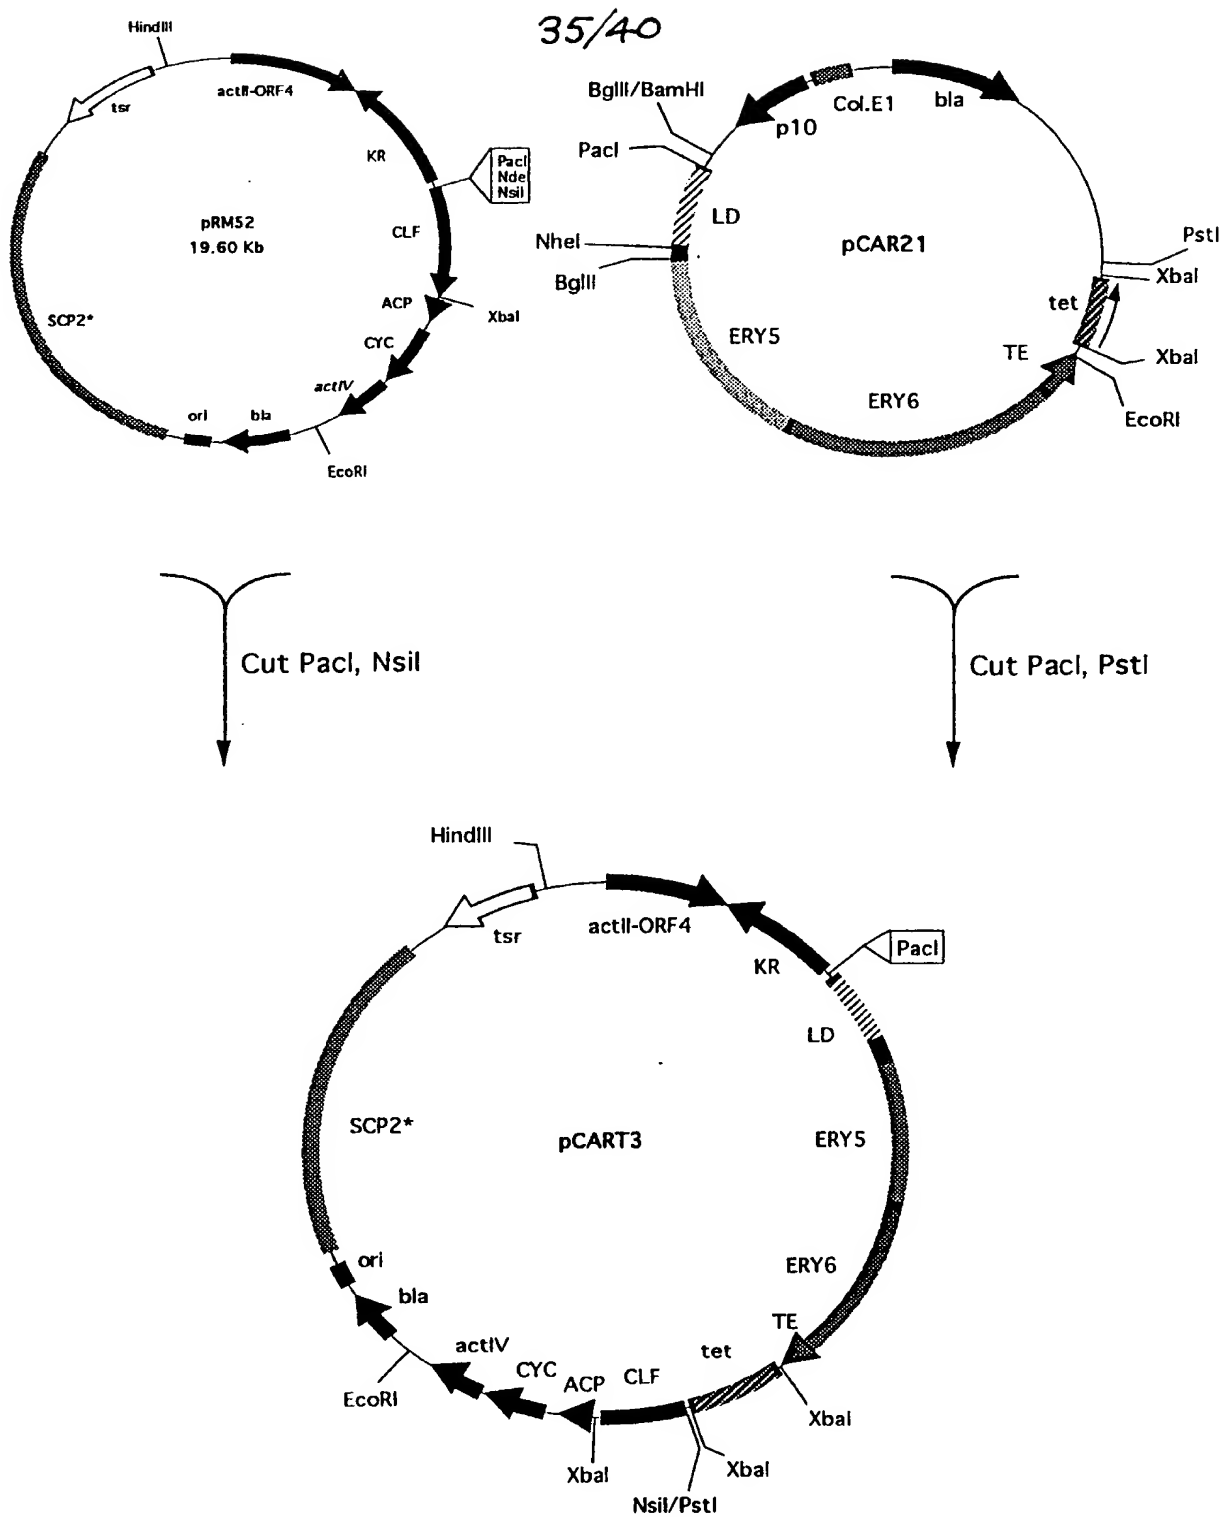 35/40
HindIII
actII-ORF4
tsr
KR
PacI
Nde
NsiI
pRM52
19.60 Kb
CLF
ACP
XbaI
CYC
actIV
SCP2*
ori
bla
EcoRI
BglII/BamHI
p10
Col.E1
bla
PacI
LD
NheI
BglII
pCAR21
PstI
XbaI
tet
ERY5
TE
XbaI
ERY6
EcoRI
Cut PacI, NsiI
Cut PacI, PstI
HindIII
tsr
actII-ORF4
KR
PacI
LD
SCP2*
pCART3
ERY5
ori
ERY6
bla
TE
tet
actIV
CYC
ACP
CLF
EcoRI
XbaI
XbaI
XbaI
NsiI/PstI